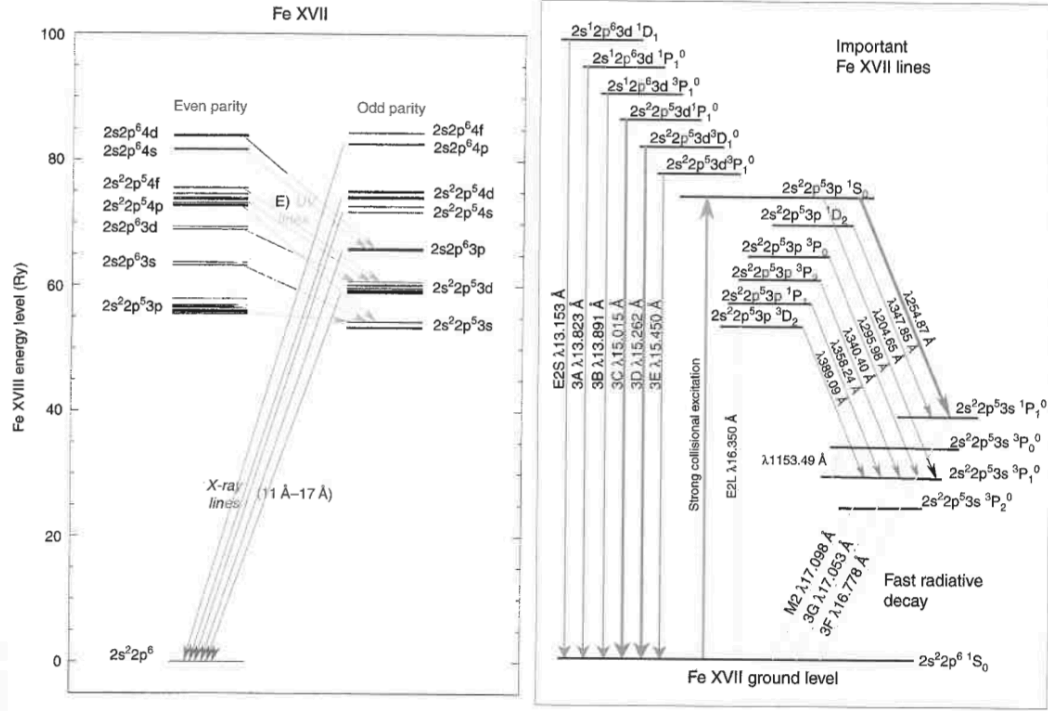 Fe XVII
Fe XVIII energy level (Ry)
100
80
60
40
20
0
Even parity
2s2p⁶4d
2s2p⁶4s
2s²2p⁵4f
2s²2p⁵4p
2s2p⁶3d
2s2p⁶3s
2s²2p⁵3p
2s²2p⁶
Odd parity
2s2p⁶4f
2s2p⁶4p
2s²2p⁵4d
2s²2p⁵4s
2s2p⁶3p
2s²2p⁵3d
2s²2p⁵3s
E) UV
lines
X-ray
lines
(11 Å–17 Å)
Important
Fe XVII lines
2s¹2p⁶3d ¹D₁
2s¹2p⁶3d ¹P₁⁰
2s¹2p⁶3d ³P₁⁰
2s²2p⁵3d¹P₁⁰
2s²2p⁵3d³D₁⁰
2s²2p⁵3d³P₁⁰
2s²2p⁵3p ¹S₀
2s²2p⁵3p ¹D₂
2s²2p⁵3p ³P₀
2s²2p⁵3p ³P
2s²2p⁵3p ¹P₁
2s²2p⁵3p ³D₂
E2S λ13.153 Å
3A λ13.823 Å
3B λ13.891 Å
3C λ15.015 Å
3D λ15.262 Å
3E λ15.450 Å
Strong collisional excitation
E2L λ16.350 Å
λ254.87 Å
λ347.85 Å
λ204.65 Å
λ295.98 Å
λ340.40 Å
λ358.24 Å
λ389.09 Å
λ1153.49 Å
2s²2p⁵3s ¹P₁⁰
2s²2p⁵3s ³P₀⁰
2s²2p⁵3s ³P₁⁰
2s²2p⁵3s ³P₂⁰
M2 λ17.098 Å
3G λ17.053 Å
3F λ16.778 Å
Fast radiative
decay
2s²2p⁶ ¹S₀
Fe XVII ground level